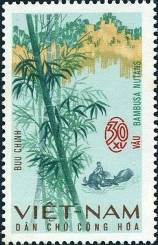 BAMBUSA NUTANS
VẦU
30
XU
BƯU CHÍNH
VIỆT-NAM
DÂN CHỦ CỘNG HÒA